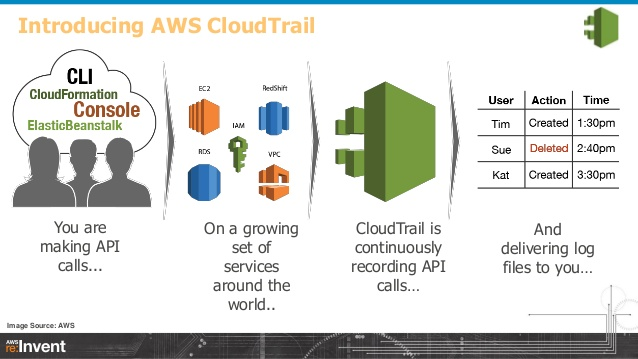 Introducing AWS CloudTrail
CLI
CloudFormation
Console
ElasticBeanstalk
EC2
RedShift
IAM
RDS
VPC
User Action Time
Tim Created 1:30pm
Sue Deleted 2:40pm
Kat Created 3:30pm
You are
making API
calls...
On a growing
set of
services
around the
world..
CloudTrail is
continuously
recording API
calls…
And
delivering log
files to you…
Image Source: AWS
AWS
re:Invent